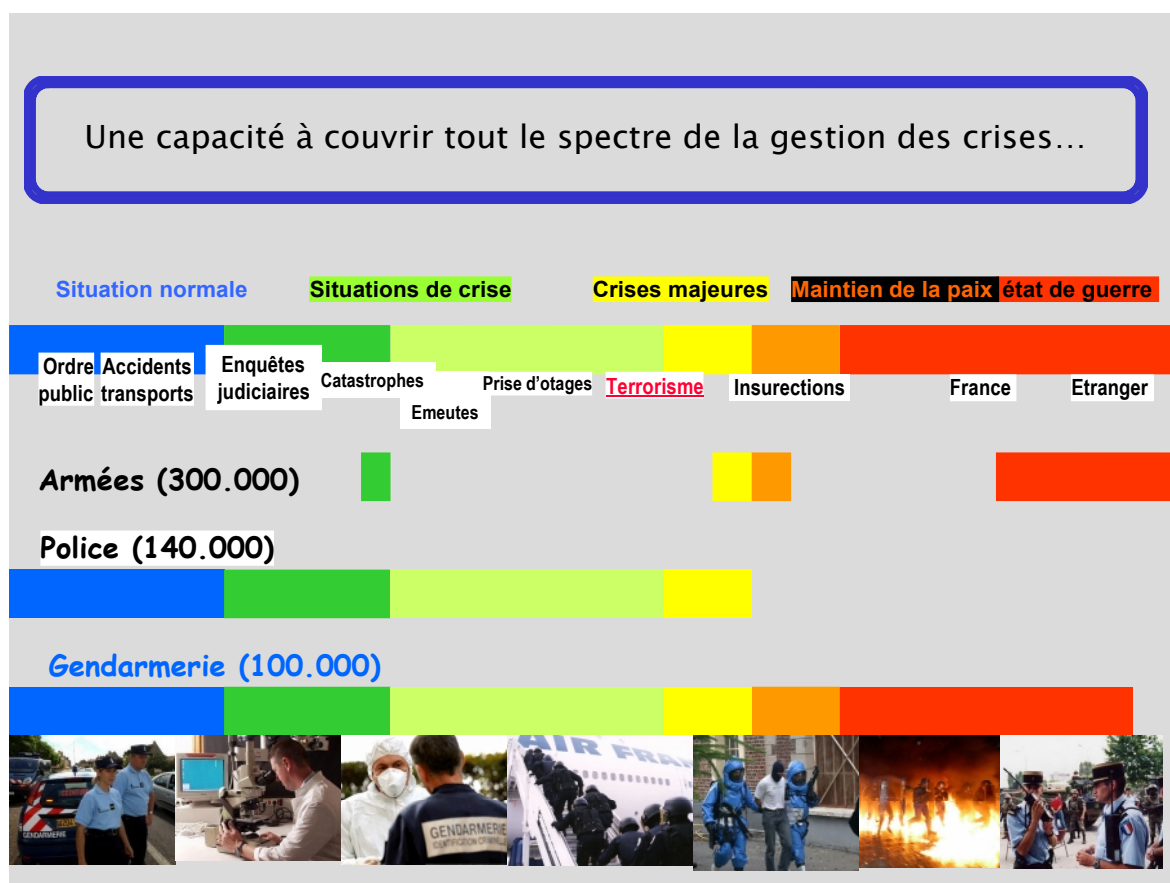 Une capacité à couvrir tout le spectre de la gestion des crises…
Situation normale
Situations de crise
Crises majeures
Maintien de la paix
état de guerre
Ordre
public
Accidents
transports
Enquêtes
judiciaires
Catastrophes
Emeutes
Prise d'otages
Terrorisme
Insurections
France
Etranger
Armées (300.000)
Police (140.000)
Gendarmerie (100.000)
GENDARMERIE
GENDARMERIE
AIR FRA